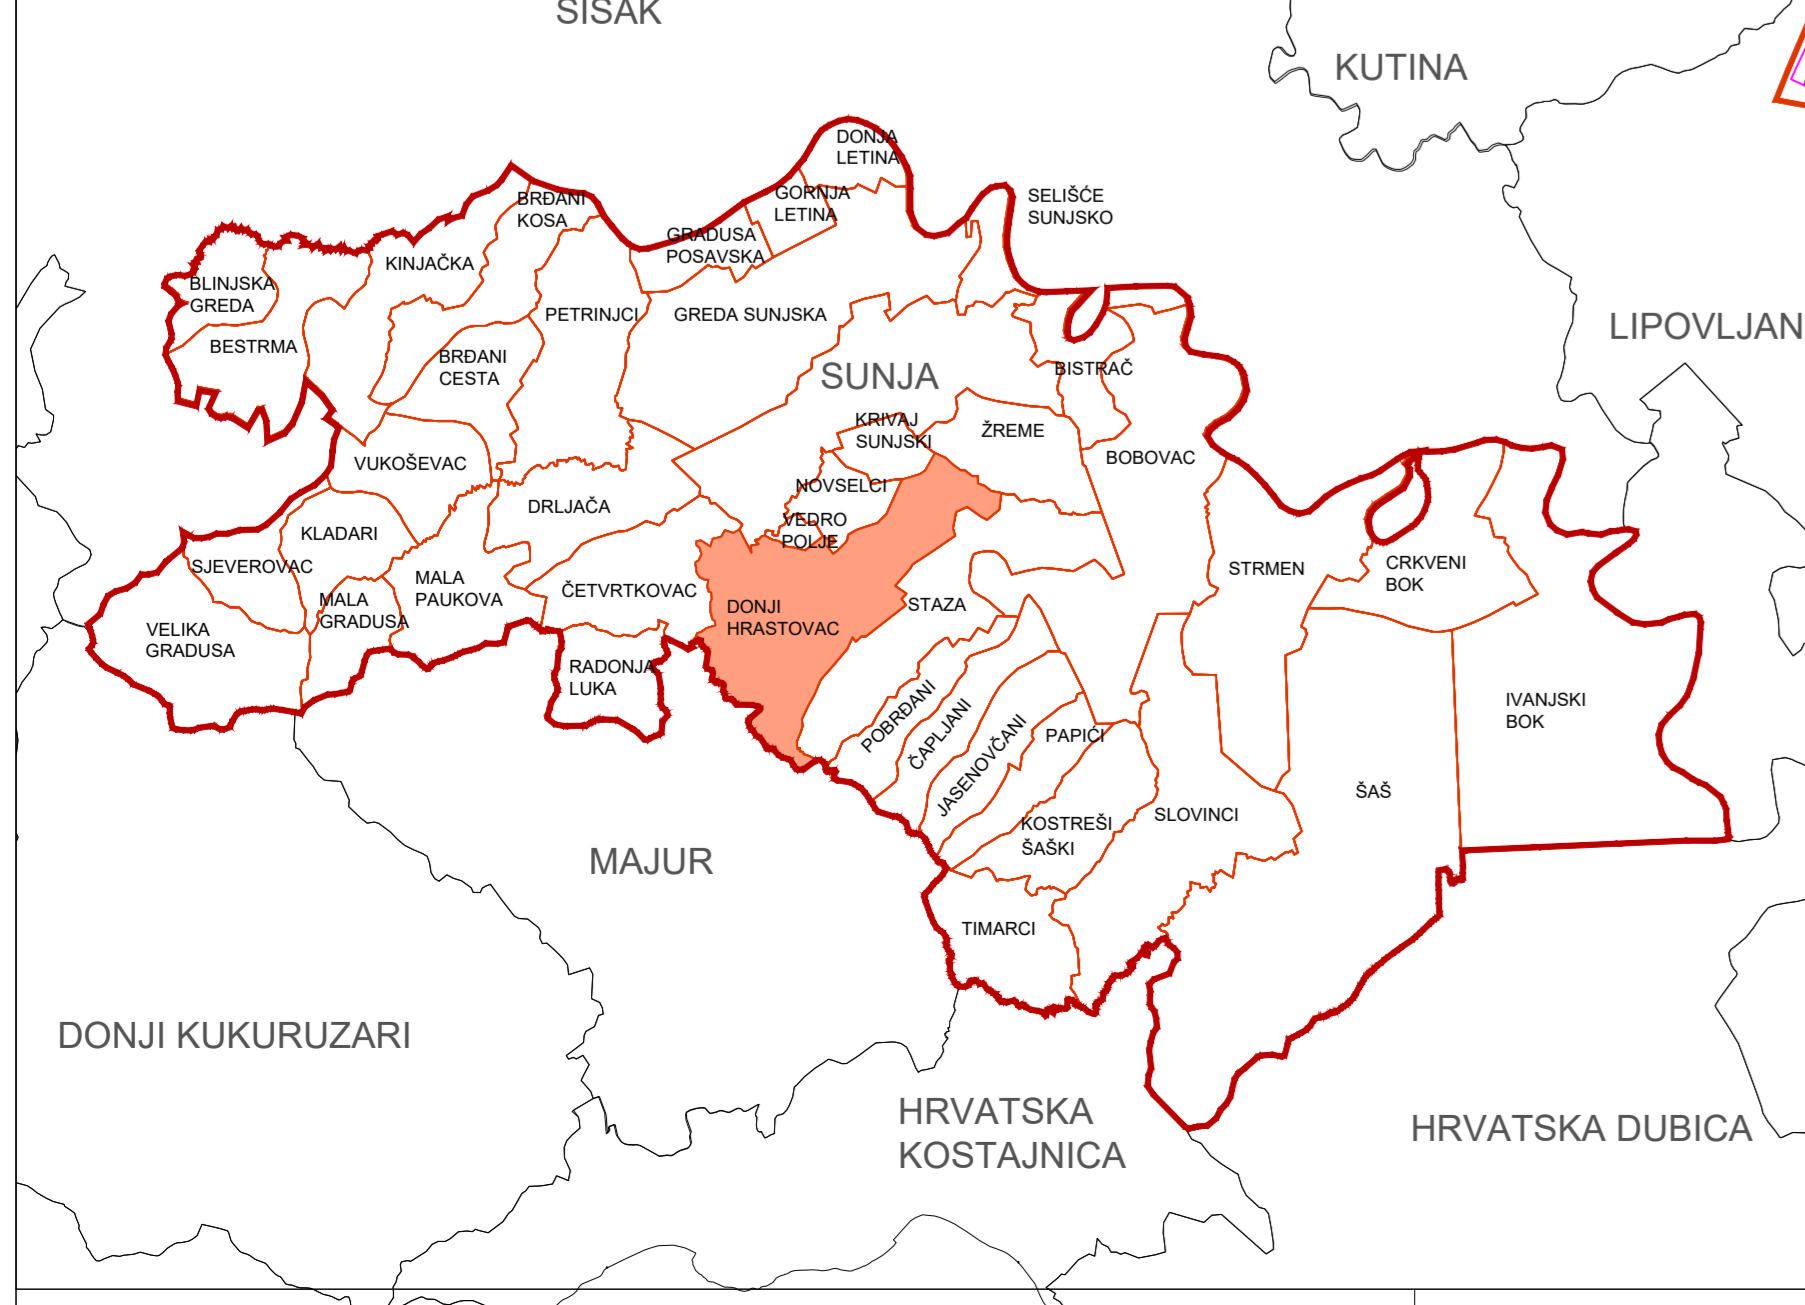 SISAK
KUTINA
DONJA
LETINA
BRĐANI
KOSA
GORNJA
LETINA
SELIŠĆE
SUNJSKO
GRADUSA
POSAVSKA
KINJAČKA
BLINJSKA
GREDA
PETRINJCI
GREDA SUNJSKA
LIPOVLJAN
BESTRMA
BRĐANI
CESTA
SUNJA
BISTRAČ
KRIVAJ
SUNJSKI
ŽREME
VUKOŠEVAC
BOBOVAC
NOVSELCI
DRLJAČA
VEDRO
POLJE
KLADARI
SJEVEROVAC
MALA
PAUKOVA
ČETVRTKOVAC
STRMEN
CRKVENI
BOK
MALA
GRADUSA
DONJI
HRASTOVAC
STAZA
VELIKA
GRADUSA
RADONJA
LUKA
POBRĐANI
ČAPLJANI
JASENOVČANI
PAPIĆI
IVANJSKI
BOK
ŠAŠ
SLOVINCI
KOSTREŠI
ŠAŠKI
MAJUR
TIMARCI
DONJI KUKURUZARI
HRVATSKA
KOSTAJNICA
HRVATSKA DUBICA